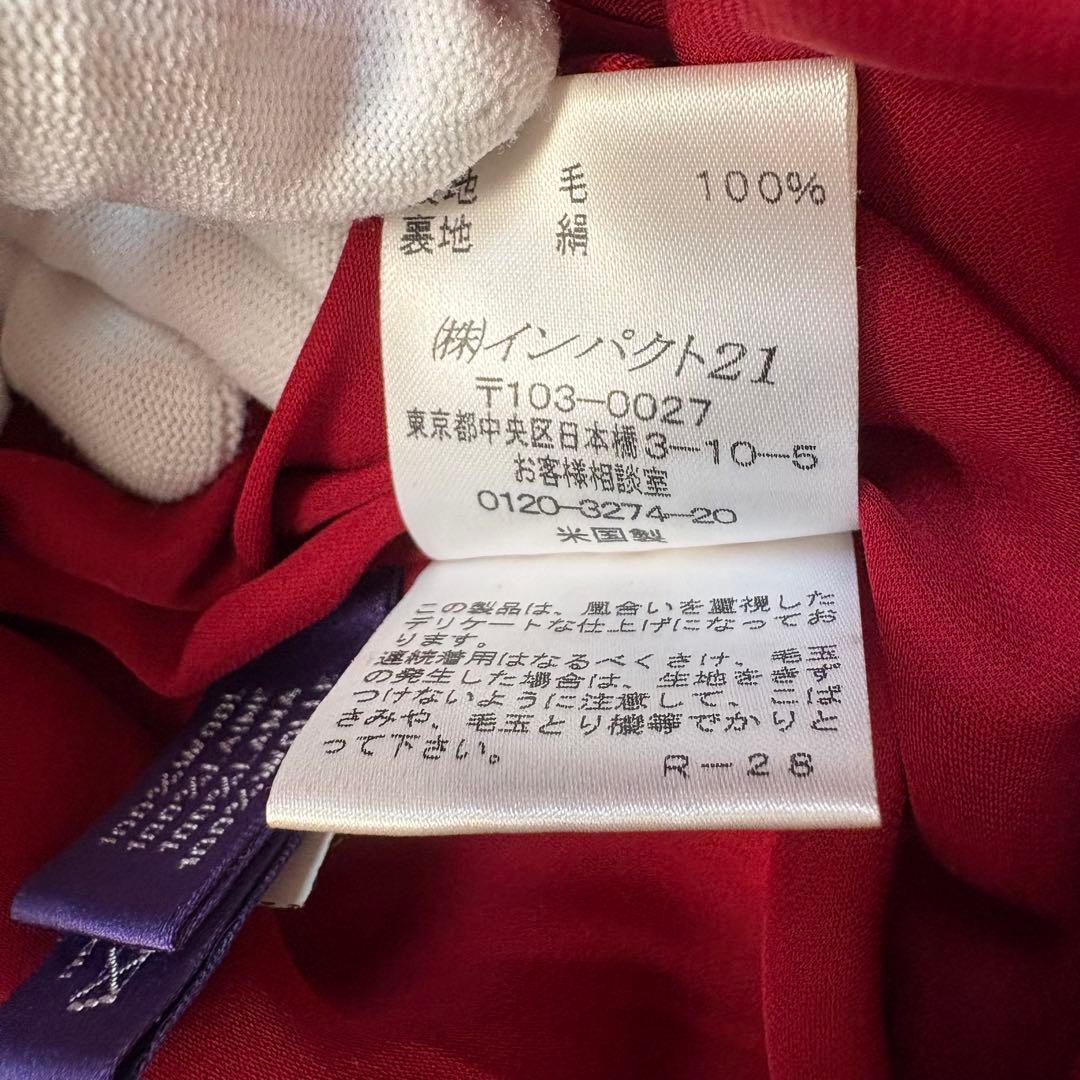 表地 毛 100%
裏地 絹
㈱インパクト21
〒103-0027
東京都中央区日本橋3-10-5
お客様相談室
0120-3274-20
米国製
この製品は、風合いを重視した
デリケートな仕上げになってお
ります。
連続着用はなるべくさけ、毛玉
の発生した場合は、生地を傷ず
つけないように注意して、にば
さみや、毛玉とり機等でかりと
って下さい。
R-28